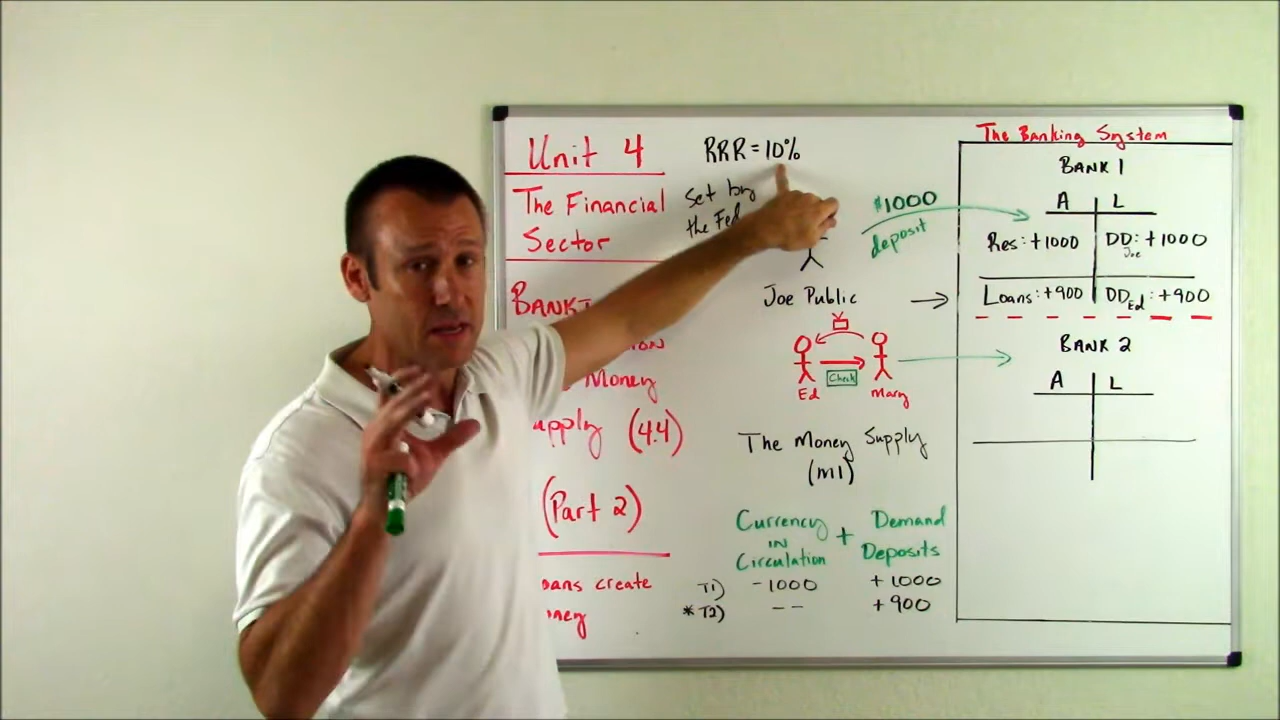 Unit 4
The Financial
Sector
(4.4)
(Part 2)
RRR = 10%
Set by
the Fed
$1000
deposit
Joe Public
Check
Ed
Mary
The Money Supply
(M1)
Currency + Demand
IN
Circulation Deposits
T1) -1000 +1000
*T2) -- +900
create
The Banking System
BANK 1
A L
Res: +1000 DD: +1000
Joe
Loans: +900 DDEd: +900
BANK 2
A L